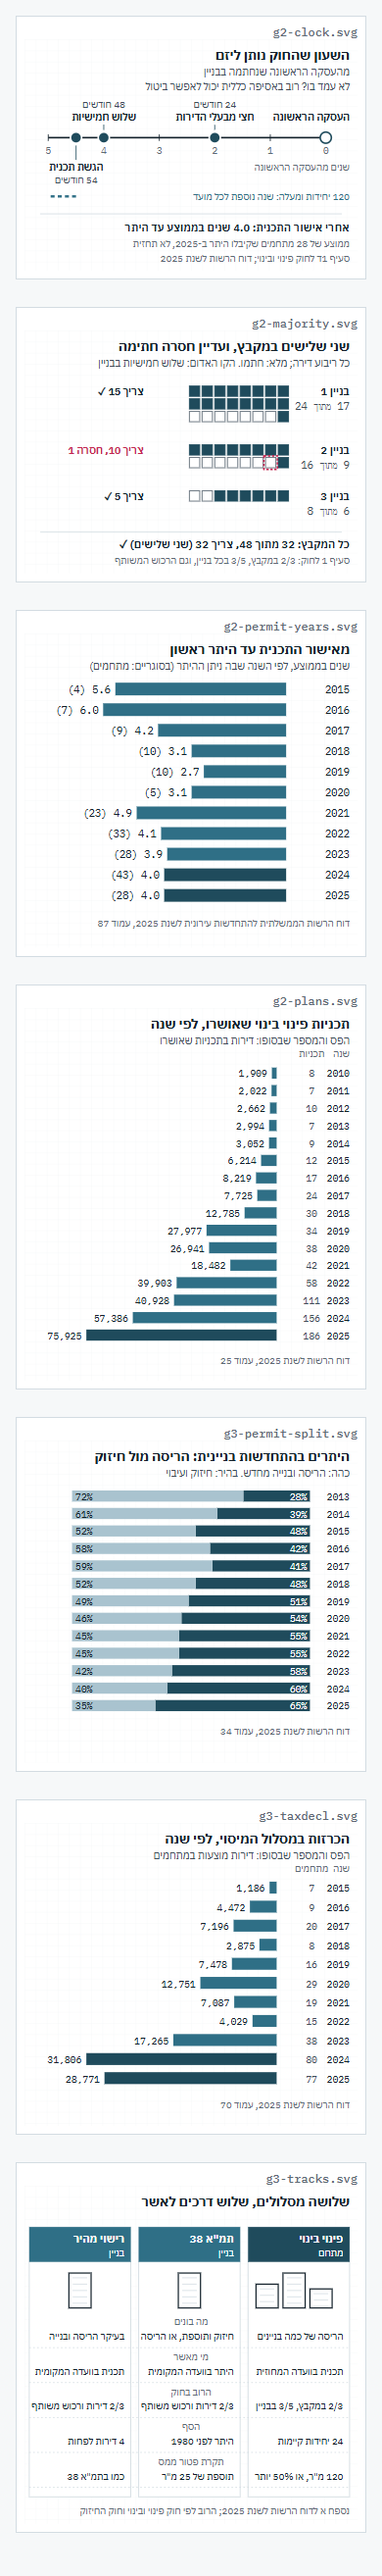 g2-clock.svg
השעון שהחוק נותן ליזם
מהעסקה הראשונה שנחתמה בבניין
לא עמד בו? רוב באסיפה כללית יכול לאפשר ביטול
24 חודשים 48 חודשים
העסקה הראשונה חצי מבעלי הדירות שלוש חמישיות
0 1 2 3 4 5
שנים מהעסקה הראשונה הגשת תכנית
54 חודשים
120 יחידות ומעלה: שנה נוספת לכל מועד
אחרי אישור התכנית: 4.0 שנים בממוצע עד היתר
ממוצע של 28 מתחמים שקיבלו היתר ב-2025, לא תחזית
סעיף 1ד לחוק פינוי ובינוי; דוח הרשות לשנת 2025
g2-majority.svg
שני שלישים במקבץ, ועדיין חסרה חתימה
כל ריבוע דירה; מלא: חתמו. הקו האדום: שלוש חמישיות בבניין
בניין 1 צריך 15 ✓
17 מתוך 24
בניין 2 צריך 10, חסרה 1
9 מתוך 16
בניין 3 צריך 5 ✓
6 מתוך 8
כל המקבץ: 32 מתוך 48, צריך 32 (שני שלישים) ✓
סעיף 1 לחוק: 2/3 במקבץ, 3/5 בכל בניין, וגם הרכוש המשותף
g2-permit-years.svg
מאישור התכנית עד היתר ראשון
שנים בממוצע, לפי השנה שבה ניתן ההיתר (בסוגריים: מתחמים)
2015 5.6 (4)
2016 6.0 (7)
2017 4.2 (9)
2018 3.1 (10)
2019 2.7 (10)
2020 3.1 (5)
2021 4.9 (23)
2022 4.1 (33)
2023 3.9 (28)
2024 4.0 (43)
2025 4.0 (28)
דוח הרשות הממשלתית להתחדשות עירונית לשנת 2025, עמוד 87
g2-plans.svg
תכניות פינוי בינוי שאושרו, לפי שנה
הפס והמספר שבסופו: דירות בתכניות שאושרו
שנה תכניות
2010 8 1,909
2011 7 2,022
2012 10 2,662
2013 7 2,994
2014 9 3,052
2015 12 6,214
2016 17 8,219
2017 24 7,725
2018 30 12,785
2019 34 27,977
2020 38 26,941
2021 42 18,482
2022 58 39,903
2023 111 40,928
2024 156 57,386
2025 186 75,925
דוח הרשות לשנת 2025, עמוד 25
g3-permit-split.svg
היתרים בהתחדשות בניינית: הריסה מול חיזוק
כהה: הריסה ובנייה מחדש. בהיר: חיזוק ועיבוי
2013 28% 72%
2014 39% 61%
2015 48% 52%
2016 42% 58%
2017 41% 59%
2018 48% 52%
2019 51% 49%
2020 54% 46%
2021 55% 45%
2022 55% 45%
2023 58% 42%
2024 60% 40%
2025 65% 35%
דוח הרשות לשנת 2025, עמוד 34
g3-taxdecl.svg
הכרזות במסלול המיסוי, לפי שנה
הפס והמספר שבסופו: דירות מוצעות במתחמים
שנה מתחמים
2015 7 1,186
2016 9 4,472
2017 20 7,196
2018 8 2,875
2019 16 7,478
2020 29 12,751
2021 19 7,087
2022 15 4,029
2023 38 17,265
2024 80 31,806
2025 77 28,771
דוח הרשות לשנת 2025, עמוד 70
g3-tracks.svg
שלושה מסלולים, שלוש דרכים לאשר
פינוי בינוי תמ"א 38 רישוי מהיר
מתחם בניין בניין
מה בונים
הריסה של כמה בניינים חיזוק ותוספת, או הריסה בעיקר הריסה ובנייה
מי מאשר
תכנית בוועדה המחוזית היתר בוועדה המקומית תכנית בוועדה המקומית
הרוב בחוק
2/3 במקבץ, 3/5 בבניין 2/3 דירות ורכוש משותף 2/3 דירות ורכוש משותף
הסף
24 יחידות קיימות היתר לפני 1980 4 דירות לפחות
תקרת פטור ממס
120 מ"ר, או 50% יותר תוספת של 25 מ"ר כמו בתמ"א 38
נספח א לדוח הרשות לשנת 2025; הרוב לפי חוק פינוי ובינוי וחוק החיזוק